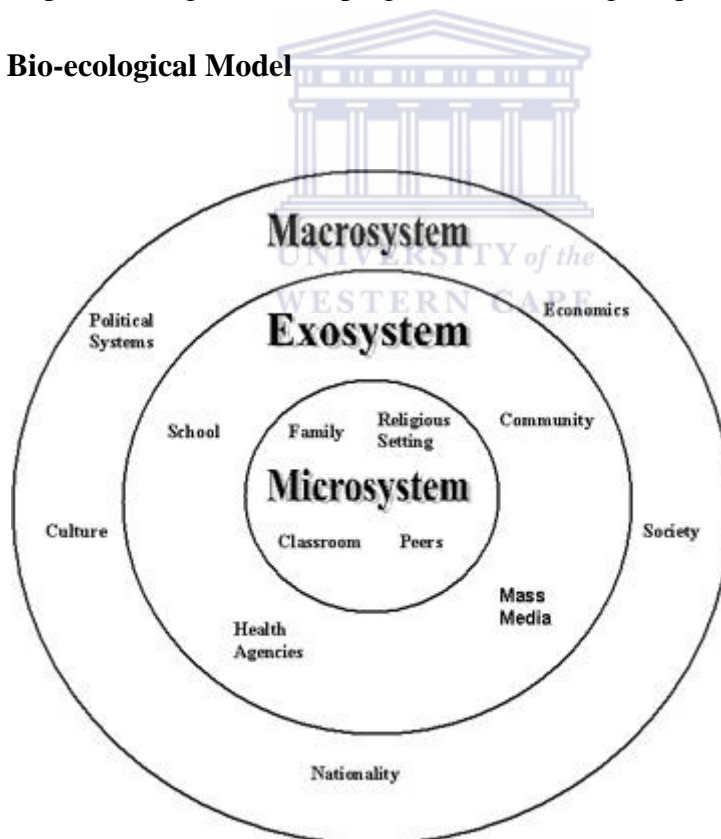 Bio-ecological Model
Macrosystem
UNIVERSITY of the
WESTERN CAPE
Political
Systems
Economics
Exosystem
School
Community
Family
Religious
Setting
Microsystem
Classroom
Peers
Culture
Society
Mass
Media
Health
Agencies
Nationality